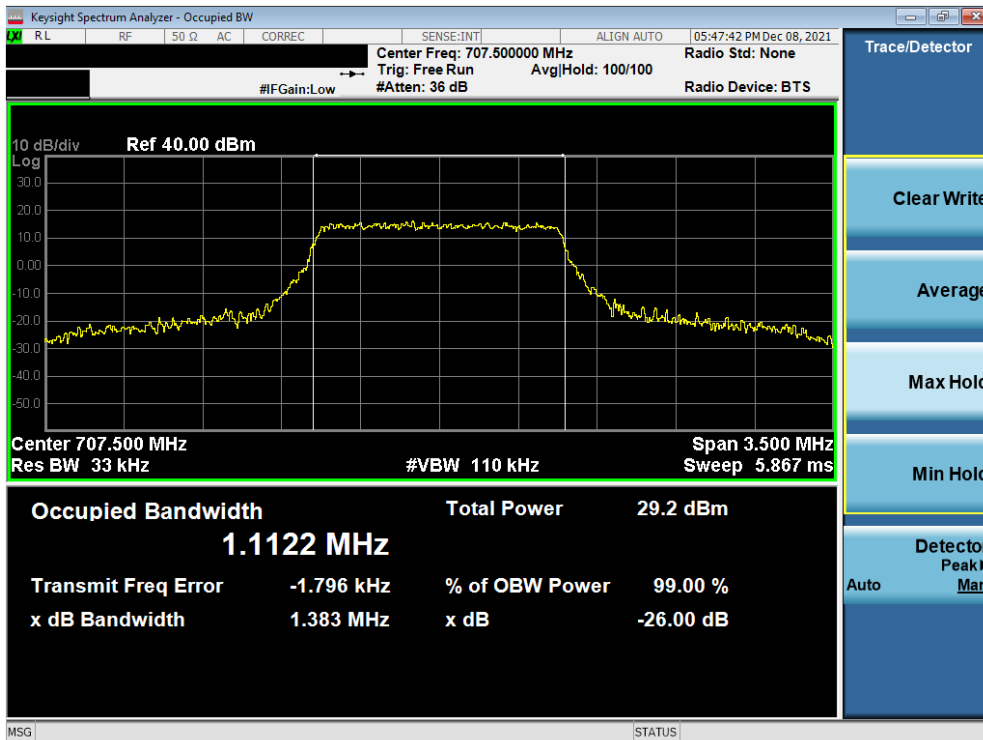 Keysight Spectrum Analyzer - Occupied BW
LXI RL RF 50 Ω AC CORREC SENSE:INT ALIGN AUTO 05:47:42 PM Dec 08, 2021
Center Freq: 707.500000 MHz Radio Std: None
Trig: Free Run Avg|Hold: 100/100
#IFGain:Low #Atten: 36 dB Radio Device: BTS
Trace/Detector
10 dB/div Ref 40.00 dBm
Log
30.0
20.0
10.0
0.00
-10.0
-20.0
-30.0
-40.0
-50.0
Center 707.500 MHz Span 3.500 MHz
Res BW 33 kHz #VBW 110 kHz Sweep 5.867 ms
Occupied Bandwidth Total Power 29.2 dBm
1.1122 MHz
Transmit Freq Error -1.796 kHz % of OBW Power 99.00 %
x dB Bandwidth 1.383 MHz x dB -26.00 dB
Clear Write
Average
Max Hold
Min Hold
Detector
Peak
Auto Man
MSG STATUS